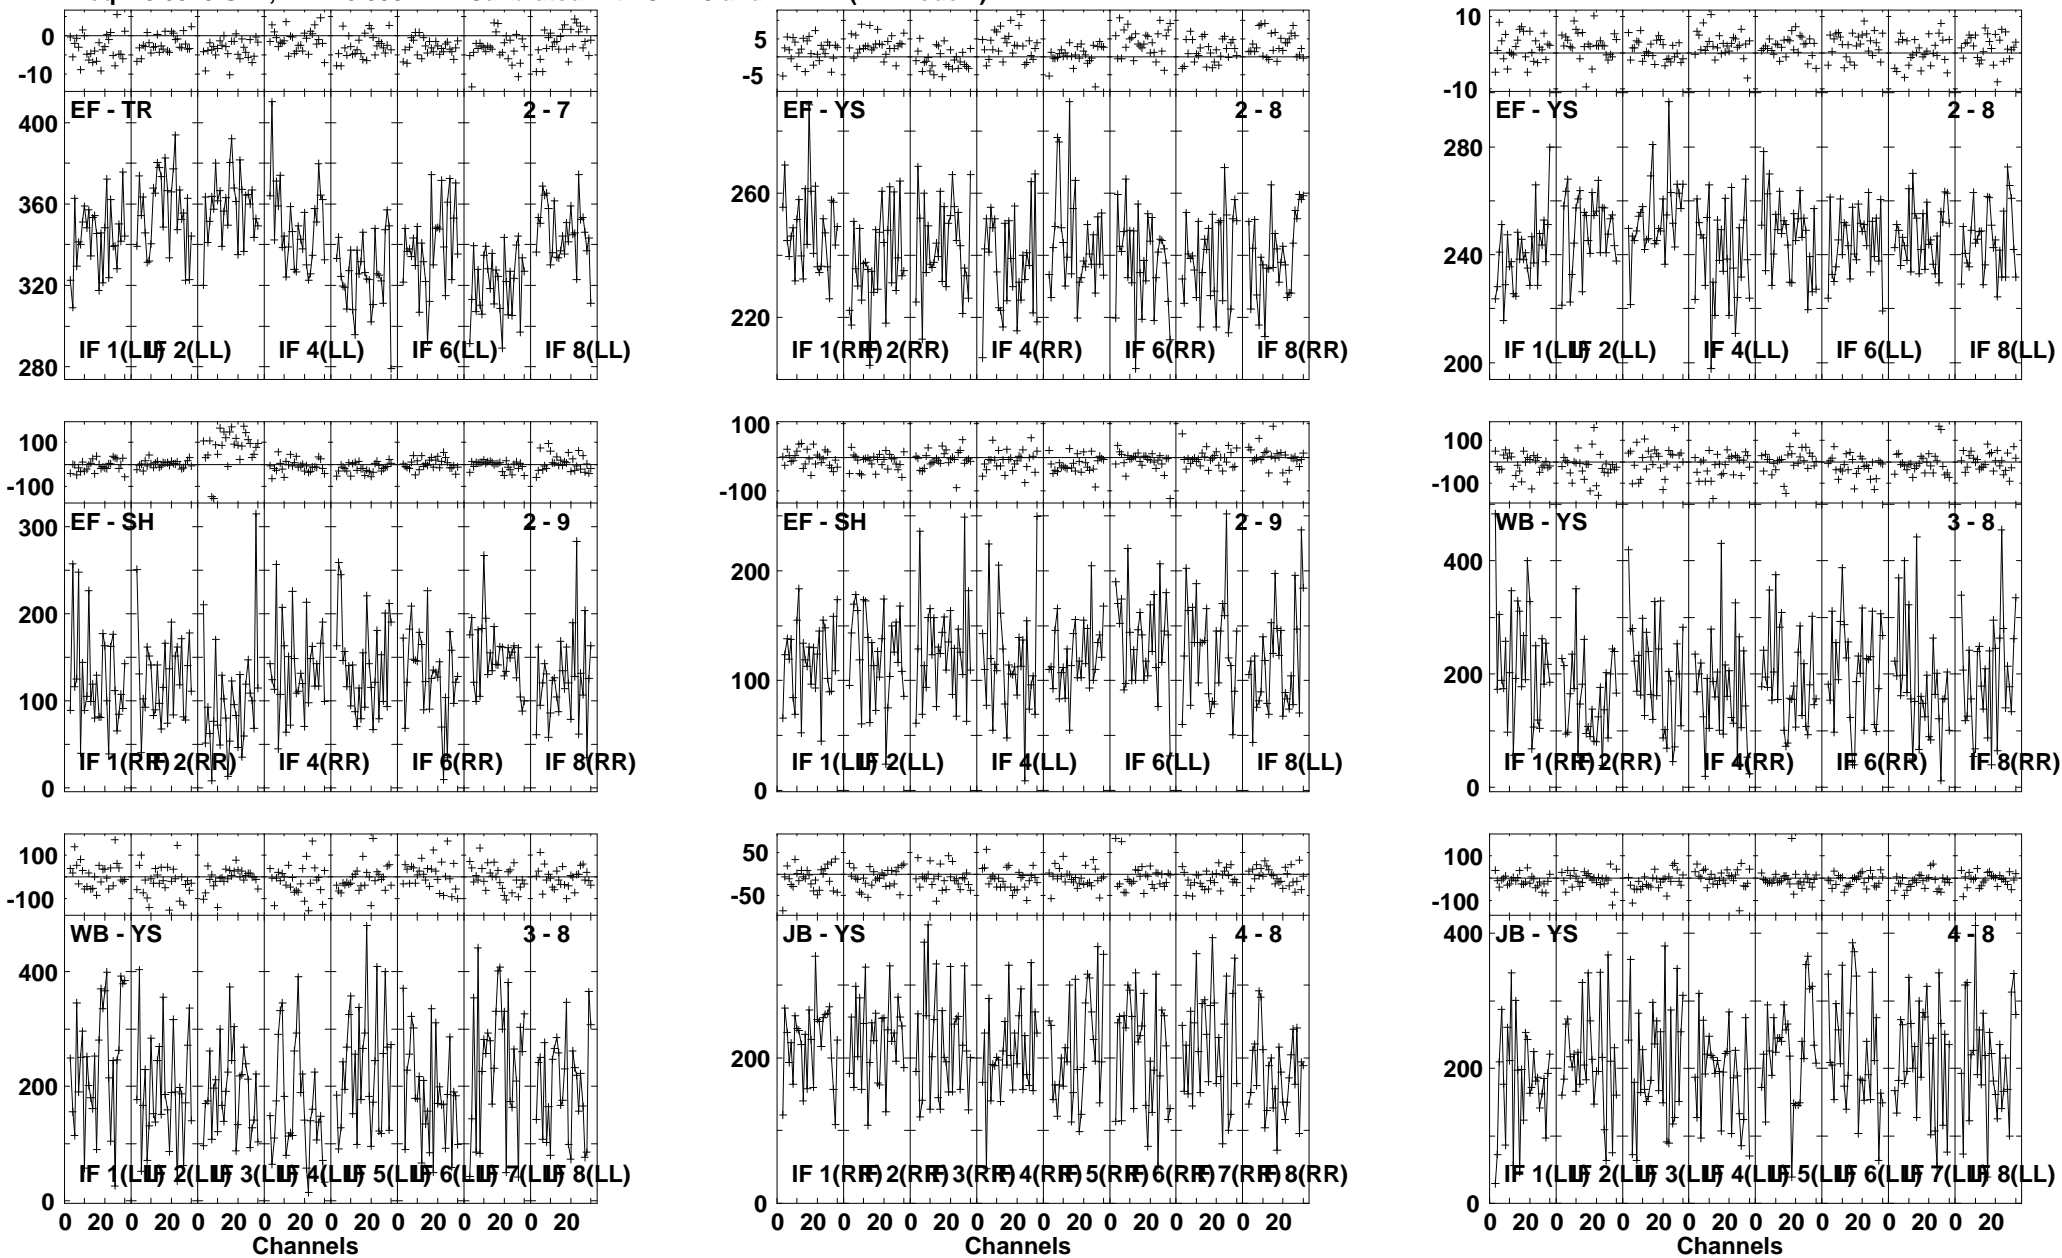 0
-10
EF - TR 2 - 7
400
360
320
280
IF 1(LL) IF 2(LL) IF 4(LL) IF 6(LL) IF 8(LL)
5
-5
EF - YS 2 - 8
260
220
IF 1(RR) IF 2(RR) IF 4(RR) IF 6(RR) IF 8(RR)
10
-10
EF - YS 2 - 8
280
240
200
IF 1(LL) IF 2(LL) IF 4(LL) IF 6(LL) IF 8(LL)
100
-100
EF - SH 2 - 9
300
200
100
0
IF 1(RR) IF 2(RR) IF 4(RR) IF 6(RR) IF 8(RR)
100
-100
EF - SH 2 - 9
200
100
0
IF 1(LL) IF 2(LL) IF 4(LL) IF 6(LL) IF 8(LL)
100
-100
WB - YS 3 - 8
400
200
0
IF 1(RR) IF 2(RR) IF 4(RR) IF 6(RR) IF 8(RR)
100
-100
WB - YS 3 - 8
400
200
0
IF 1(LL) IF 2(LL) IF 3(LL) IF 4(LL) IF 5(LL) IF 6(LL) IF 7(LL) IF 8(LL)
0 20 0 20 0 20 0 20 0 20 0 20 0 20 0 20
Channels
50
-50
JB - YS 4 - 8
200
0
IF 1(RR) IF 2(RR) IF 3(RR) IF 4(RR) IF 5(RR) IF 6(RR) IF 7(RR) IF 8(RR)
0 20 0 20 0 20 0 20 0 20 0 20 0 20 0 20
Channels
100
-100
JB - YS 4 - 8
400
200
0
IF 1(LL) IF 2(LL) IF 3(LL) IF 4(LL) IF 5(LL) IF 6(LL) IF 7(LL) IF 8(LL)
0 20 0 20 0 20 0 20 0 20 0 20 0 20 0 20
Channels